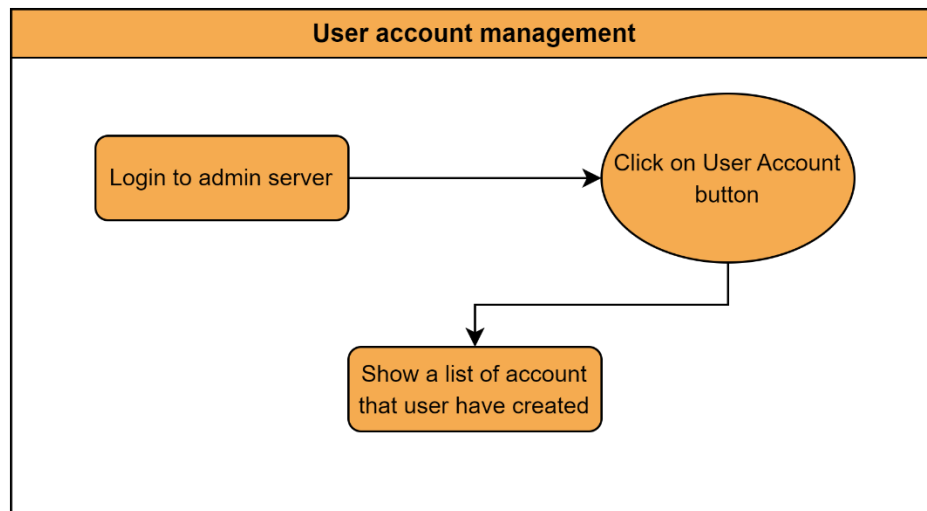 User account management
Login to admin server
Click on User Account
button
Show a list of account
that user have created